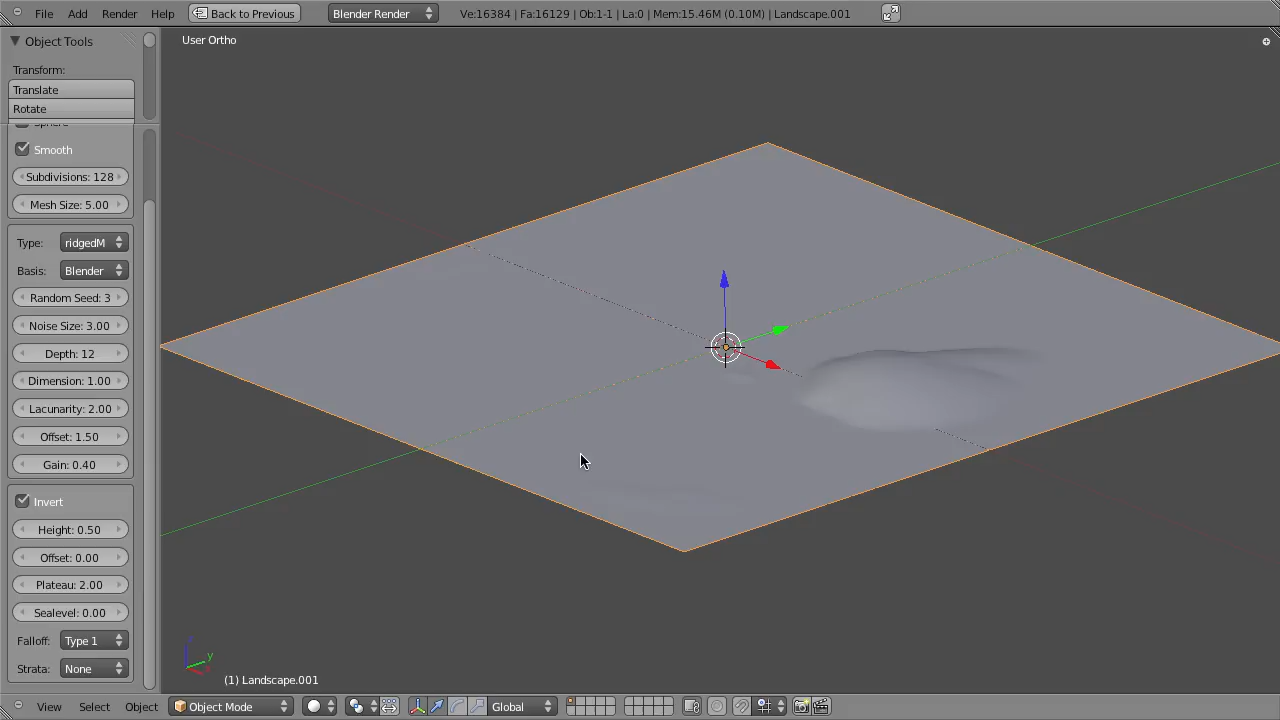 File Add Render Help Back to Previous Blender Render Ve:16384 | Fa:16129 | Ob:1-1 | La:0 | Mem:15.46M (0.10M) | Landscape.001
Object Tools
User Ortho
Transform:
Translate
Rotate
Sphere
Smooth
Subdivisions: 128
Mesh Size: 5.00
Type: ridgedM
Basis: Blender
Random Seed: 3
Noise Size: 3.00
Depth: 12
Dimension: 1.00
Lacunarity: 2.00
Offset: 1.50
Gain: 0.40
Invert
Height: 0.50
Offset: 0.00
Plateau: 2.00
Sealevel: 0.00
Falloff: Type 1
Strata: None
z
y
(1) Landscape.001
View Select Object Object Mode Global